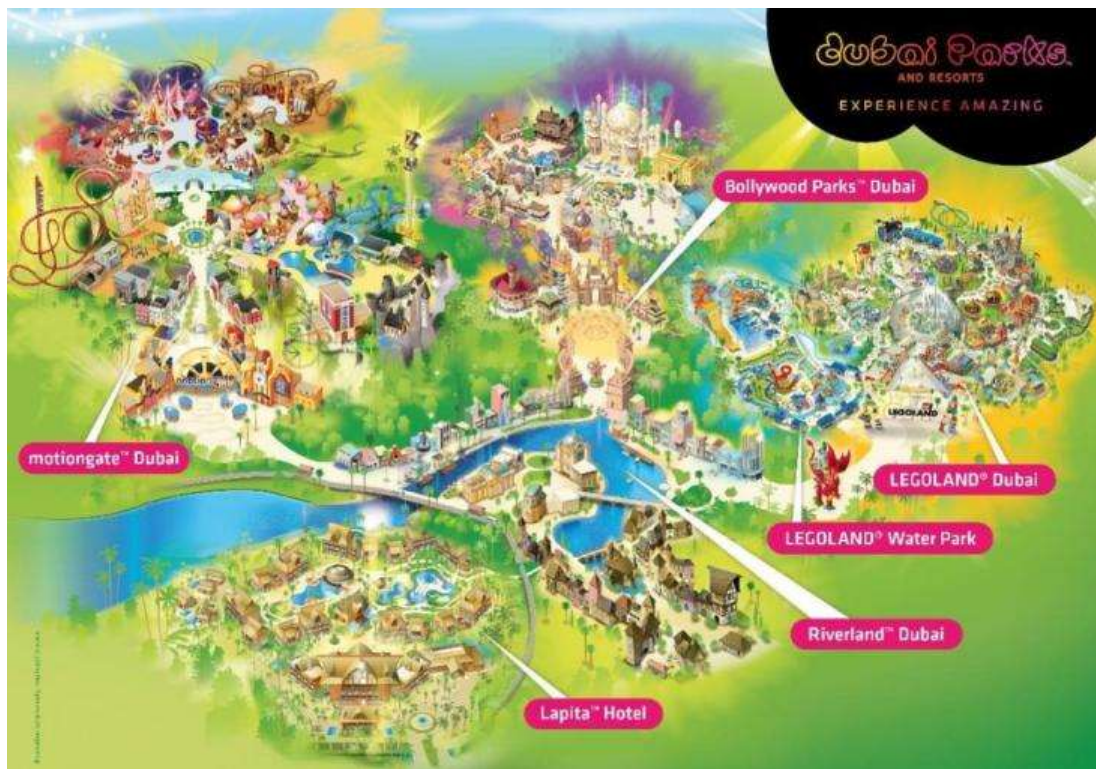 dubai Parks™
AND RESORTS
EXPERIENCE AMAZING
Bollywood Parks™ Dubai
LEGOLAND
motiongate™ Dubai
LEGOLAND® Dubai
LEGOLAND® Water Park
Riverland™ Dubai
Lapita™ Hotel